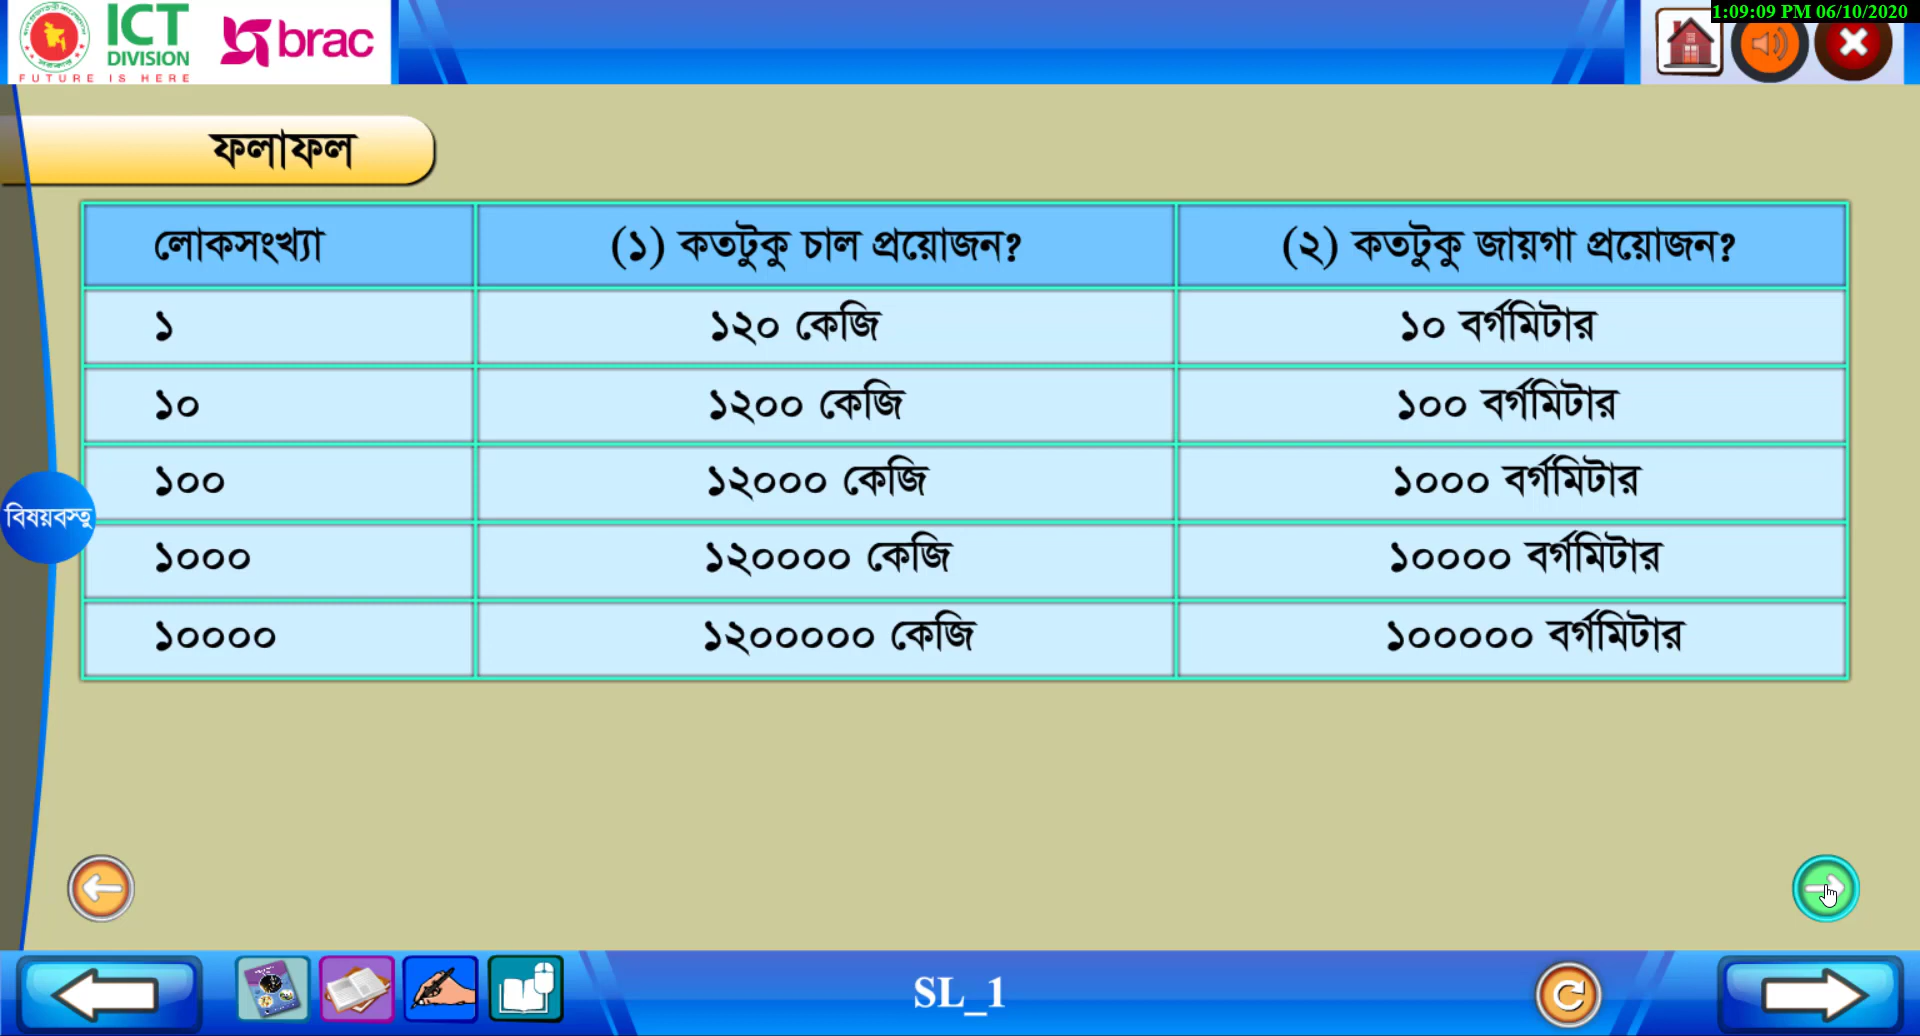 1:09:09 PM 06/10/2020
ICT
DIVISION
FUTURE IS HERE
brac
ফলাফল
লোকসংখ্যা (১) কতটুকু চাল প্রয়োজন? (২) কতটুকু জায়গা প্রয়োজন?
১ ১২০ কেজি ১০ বর্গমিটার
১০ ১২০০ কেজি ১০০ বর্গমিটার
১০০ ১২০০০ কেজি ১০০০ বর্গমিটার
১০০০ ১২০০০০ কেজি ১০০০০ বর্গমিটার
১০০০০ ১২০০০০০ কেজি ১০০০০০ বর্গমিটার
বিষয়বস্তু
SL_1